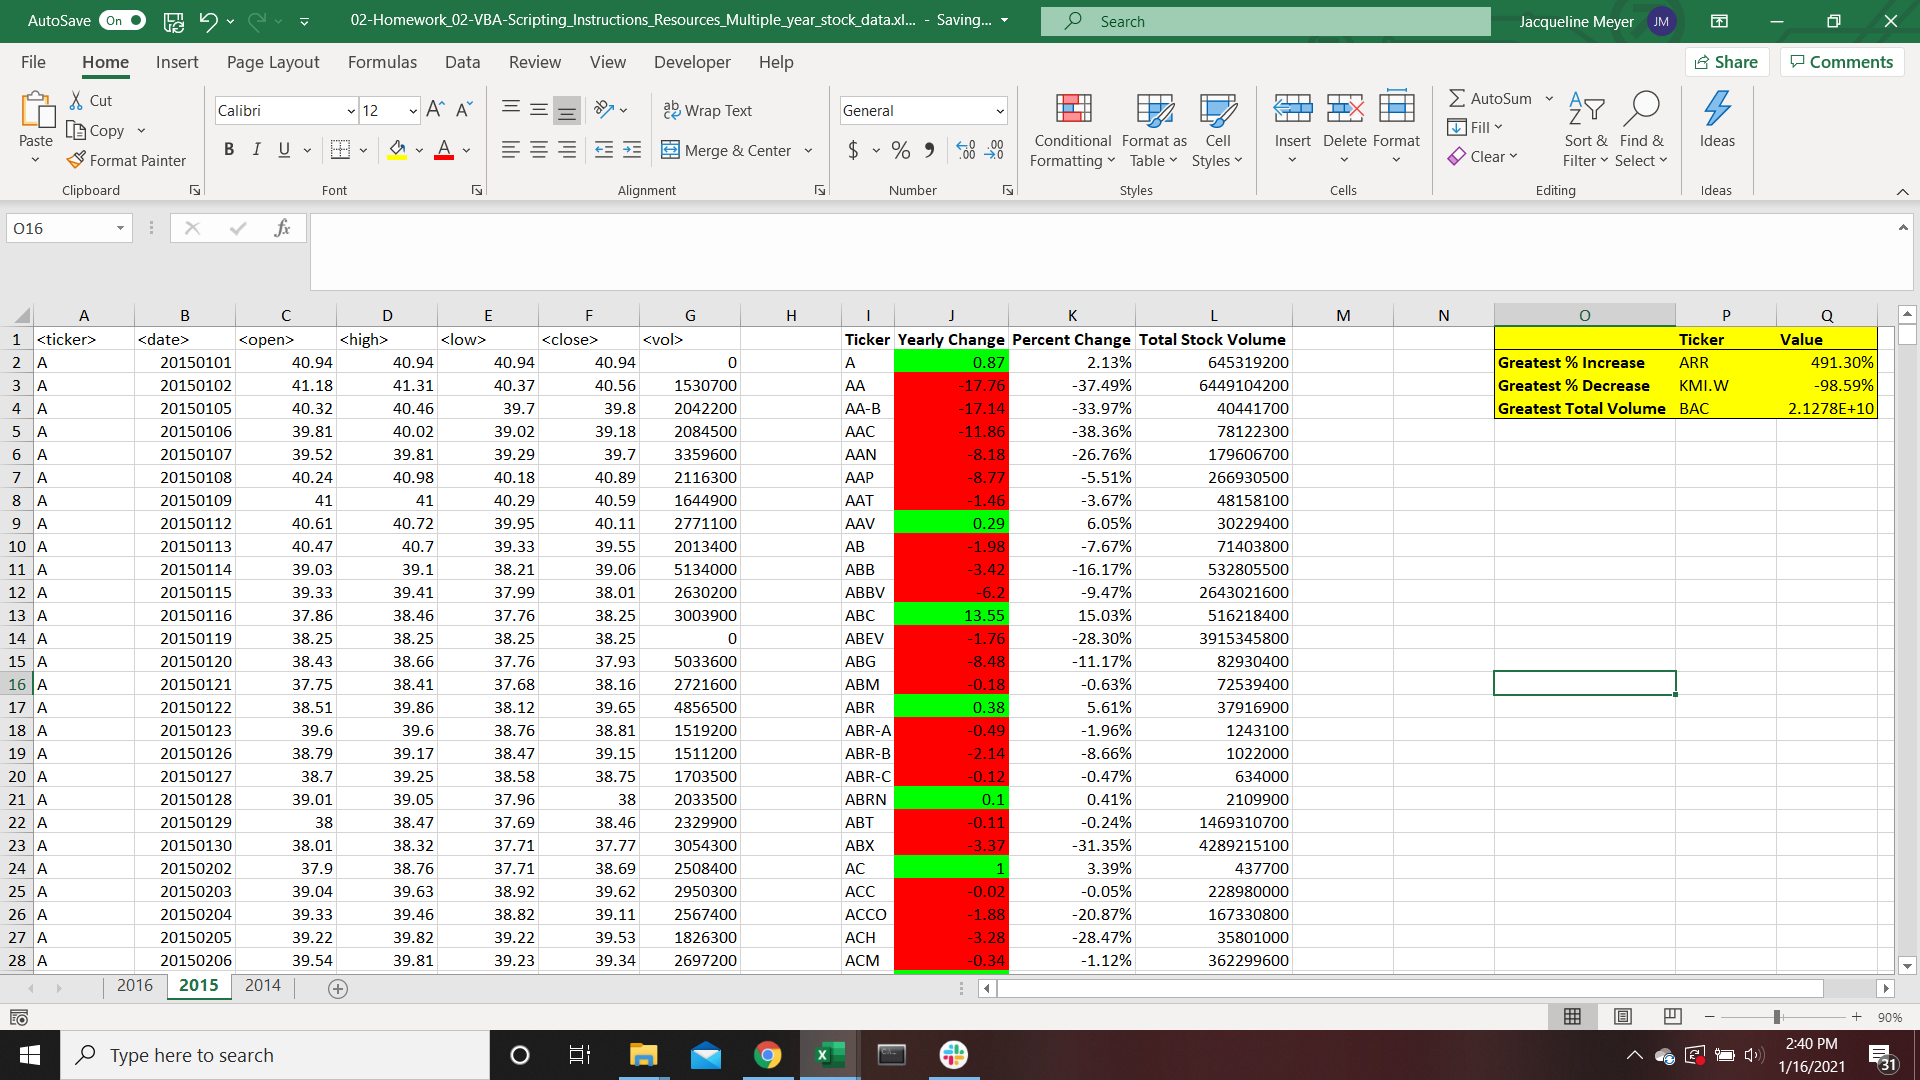 AutoSave On 02-Homework_02-VBA-Scripting_Instructions_Resources_Multiple_year_stock_data.xl... - Saving... Search Jacqueline Meyer JM
File Home Insert Page Layout Formulas Data Review View Developer Help Share Comments
Paste Cut Copy Format Painter Clipboard
Calibri 12 B I U A Font
Wrap Text Merge & Center Alignment
General $ % , Number
Conditional Formatting Format as Table Cell Styles Styles
Insert Delete Format Cells
AutoSum Fill Clear Sort & Filter Find & Select Editing
Ideas Ideas
O16 fx
A B C D E F G H I J K L M N O P Q
1 <ticker> <date> <open> <high> <low> <close> <vol> Ticker Yearly Change Percent Change Total Stock Volume Ticker Value
2 A 20150101 40.94 40.94 40.94 40.94 0 A 0.87 2.13% 645319200 Greatest % Increase ARR 491.30%
3 A 20150102 41.18 41.31 40.37 40.56 1530700 AA -17.76 -37.49% 6449104200 Greatest % Decrease KMI.W -98.59%
4 A 20150105 40.32 40.46 39.7 39.8 2042200 AA-B -17.14 -33.97% 40441700 Greatest Total Volume BAC 2.1278E+10
5 A 20150106 39.81 40.02 39.02 39.18 2084500 AAC -11.86 -38.36% 78122300
6 A 20150107 39.52 39.81 39.29 39.7 3359600 AAN -8.18 -26.76% 179606700
7 A 20150108 40.24 40.98 40.18 40.89 2116300 AAP -8.77 -5.51% 266930500
8 A 20150109 41 41 40.29 40.59 1644900 AAT -1.46 -3.67% 48158100
9 A 20150112 40.61 40.72 39.95 40.11 2771100 AAV 0.29 6.05% 30229400
10 A 20150113 40.47 40.7 39.33 39.55 2013400 AB -1.98 -7.67% 71403800
11 A 20150114 39.03 39.1 38.21 39.06 5134000 ABB -3.42 -16.17% 532805500
12 A 20150115 39.33 39.41 37.99 38.01 2630200 ABBV -6.2 -9.47% 2643021600
13 A 20150116 37.86 38.46 37.76 38.25 3003900 ABC 13.55 15.03% 516218400
14 A 20150119 38.25 38.25 38.25 38.25 0 ABEV -1.76 -28.30% 3915345800
15 A 20150120 38.43 38.66 37.76 37.93 5033600 ABG -8.48 -11.17% 82930400
16 A 20150121 37.75 38.41 37.68 38.16 2721600 ABM -0.18 -0.63% 72539400
17 A 20150122 38.51 39.86 38.12 39.65 4856500 ABR 0.38 5.61% 37916900
18 A 20150123 39.6 39.6 38.76 38.81 1519200 ABR-A -0.49 -1.96% 1243100
19 A 20150126 38.79 39.17 38.47 39.15 1511200 ABR-B -2.14 -8.66% 1022000
20 A 20150127 38.7 39.25 38.58 38.75 1703500 ABR-C -0.12 -0.47% 634000
21 A 20150128 39.01 39.05 37.96 38 2033500 ABRN 0.1 0.41% 2109900
22 A 20150129 38 38.47 37.69 38.46 2329900 ABT -0.11 -0.24% 1469310700
23 A 20150130 38.01 38.32 37.71 37.77 3054300 ABX -3.37 -31.35% 4289215100
24 A 20150202 37.9 38.76 37.71 38.69 2508400 AC 1 3.39% 437700
25 A 20150203 39.04 39.63 38.92 39.62 2950300 ACC -0.02 -0.05% 228980000
26 A 20150204 39.33 39.46 38.82 39.11 2567400 ACCO -1.88 -20.87% 167330800
27 A 20150205 39.22 39.82 39.22 39.53 1826300 ACH -3.28 -28.47% 35801000
28 A 20150206 39.54 39.81 39.23 39.34 2697200 ACM -0.34 -1.12% 362299600
2016 2015 2014
90%
Type here to search 2:40 PM
1/16/2021 31